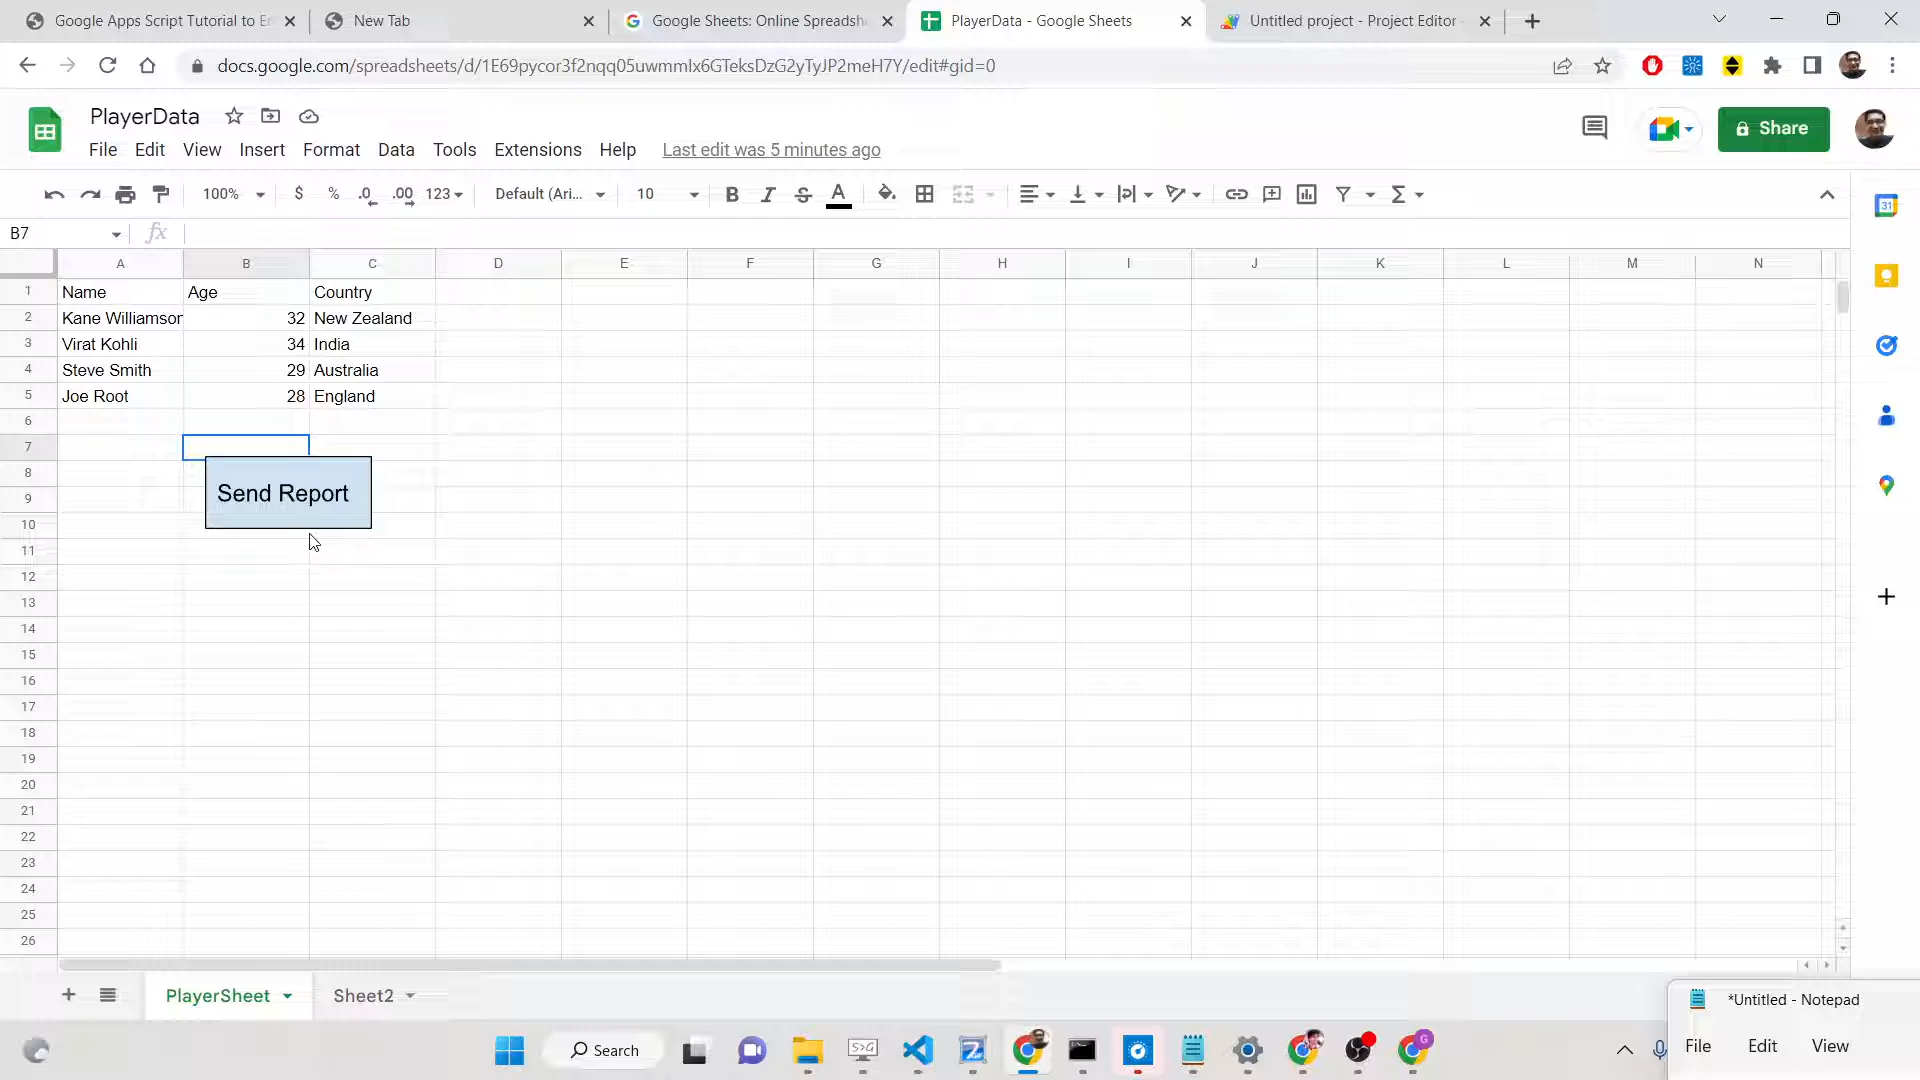 Google Apps Script Tutorial to Er
New Tab
Google Sheets: Online Spreadsh
PlayerData - Google Sheets
Untitled project - Project Editor -
docs.google.com/spreadsheets/d/1E69pycor3f2nqq05uwmmIx6GTeksDzG2yTyJP2meH7Y/edit#gid=0
PlayerData
File Edit View Insert Format Data Tools Extensions Help Last edit was 5 minutes ago
Share
100% $ % .0 .00 123 Default (Ari... 10 B I S A
B7 fx
A B C D E F G H I J K L M N
1 Name Age Country
2 Kane Williamson 32 New Zealand
3 Virat Kohli 34 India
4 Steve Smith 29 Australia
5 Joe Root 28 England
6
7
8
Send Report
9
10
11
12
13
14
15
16
17
18
19
20
21
22
23
24
25
26
PlayerSheet Sheet2
*Untitled - Notepad
File Edit View
Search